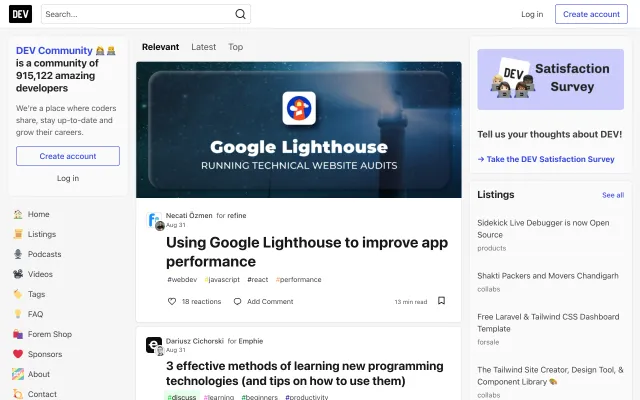 DEV
Search...
Log in
Create account
DEV Community
is a community of
915,122 amazing
developers
We're a place where coders
share, stay up-to-date and
grow their careers.
Create account
Log in
Home
Listings
Podcasts
Videos
Tags
FAQ
Forem Shop
Sponsors
About
Contact
Relevant
Latest
Top
Google Lighthouse
RUNNING TECHNICAL WEBSITE AUDITS
Necati Özmen for refine
Aug 31
Using Google Lighthouse to improve app
performance
#webdev #javascript #react #performance
18 reactions
Add Comment
13 min read
Dariusz Cichorski for Emphie
Aug 31
3 effective methods of learning new programming
technologies (and tips on how to use them)
#discuss #learning #beginners #productivity
DEV
Satisfaction
Survey
Tell us your thoughts about DEV!
→ Take the DEV Satisfaction Survey
Listings
See all
Sidekick Live Debugger is now Open
Source
products
Shakti Packers and Movers Chandigarh
collabs
Free Laravel & Tailwind CSS Dashboard
Template
forsale
The Tailwind Site Creator, Design Tool, &
Component Library
collabs